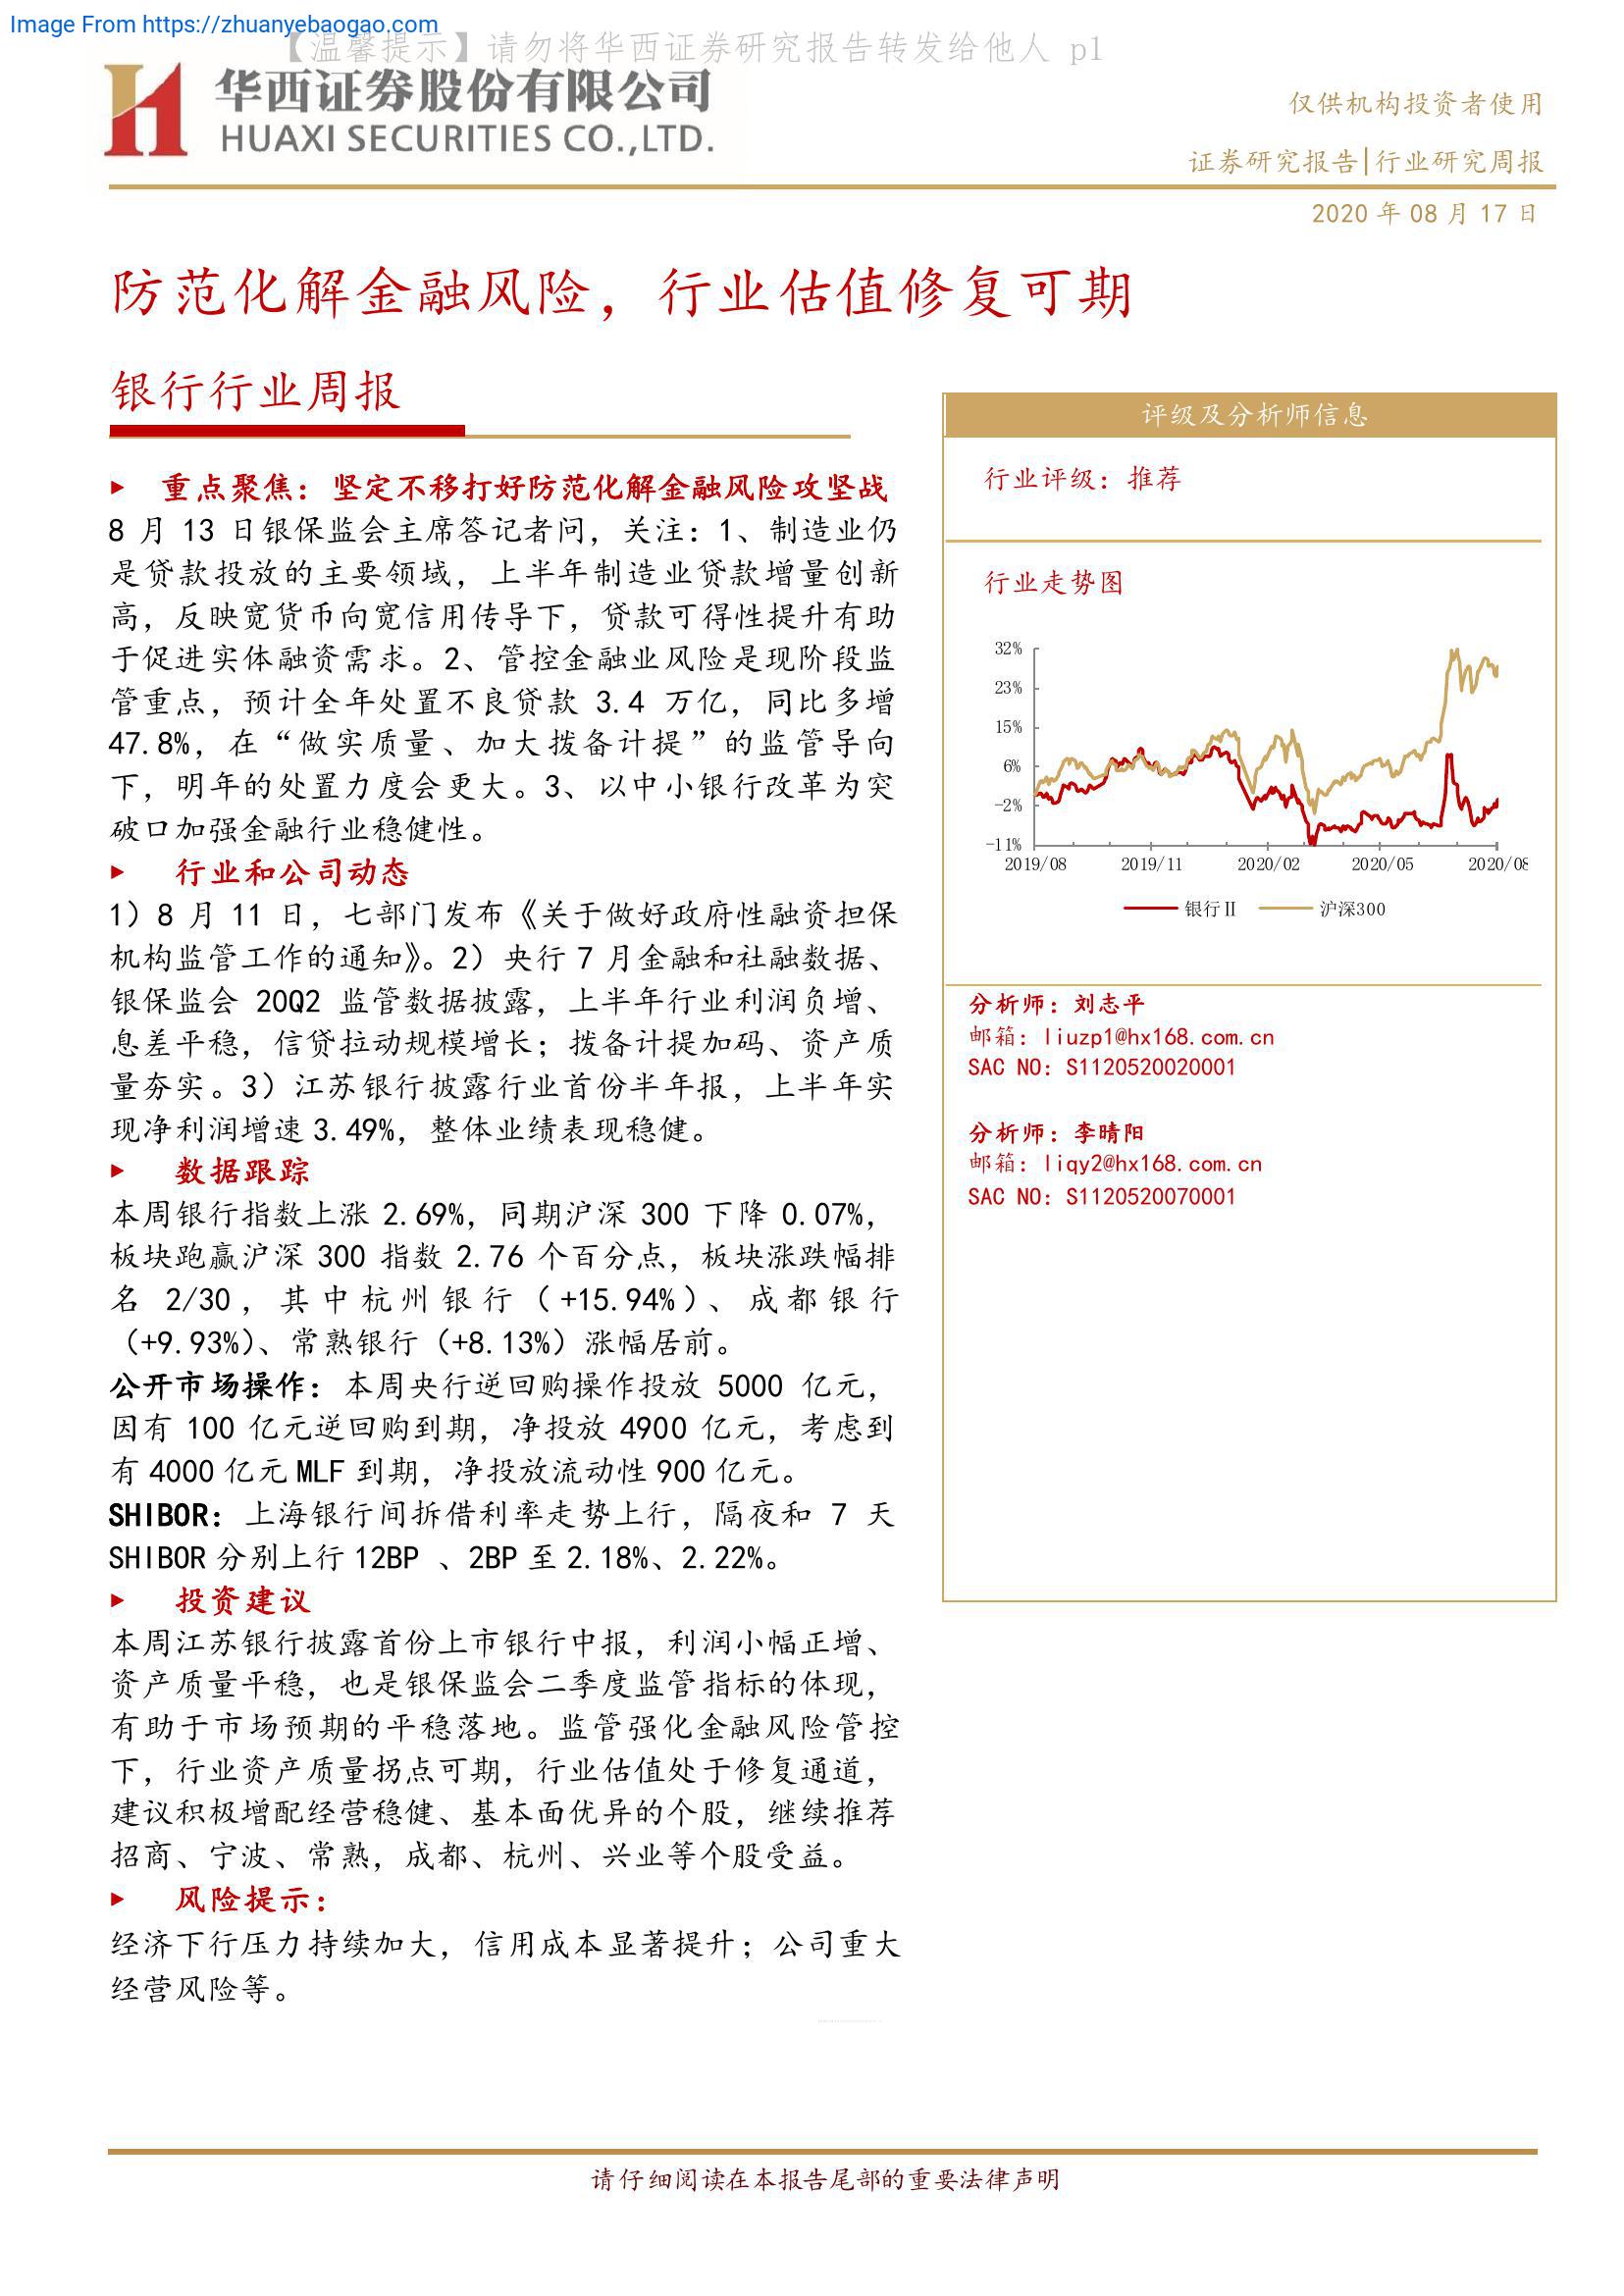 Image From https://zhuanyebaogao.com
【温馨提示】请勿将华西证券研究报告转发给他人 p1
华西证券股份有限公司
HUAXI SECURITIES CO.,LTD.
仅供机构投资者使用
证券研究报告|行业研究周报
2020 年 08 月 17 日
防范化解金融风险，行业估值修复可期
银行行业周报
重点聚焦：坚定不移打好防范化解金融风险攻坚战
8 月 13 日银保监会主席答记者问，关注：1、制造业仍
是贷款投放的主要领域，上半年制造业贷款增量创新
高，反映宽货币向宽信用传导下，贷款可得性提升有助
于促进实体融资需求。2、管控金融业风险是现阶段监
管重点，预计全年处置不良贷款 3.4 万亿，同比多增
47.8%，在“做实质量、加大拨备计提”的监管导向
下，明年的处置力度会更大。3、以中小银行改革为突
破口加强金融行业稳健性。
行业和公司动态
1）8 月 11 日，七部门发布《关于做好政府性融资担保
机构监管工作的通知》。2）央行 7 月金融和社融数据、
银保监会 20Q2 监管数据披露，上半年行业利润负增、
息差平稳，信贷拉动规模增长；拨备计提加码、资产质
量夯实。3）江苏银行披露行业首份半年报，上半年实
现净利润增速 3.49%，整体业绩表现稳健。
数据跟踪
本周银行指数上涨 2.69%，同期沪深 300 下降 0.07%，
板块跑赢沪深 300 指数 2.76 个百分点，板块涨跌幅排
名 2/30，其中杭州银行（+15.94%）、成都银行
（+9.93%）、常熟银行（+8.13%）涨幅居前。
公开市场操作：本周央行逆回购操作投放 5000 亿元，
因有 100 亿元逆回购到期，净投放 4900 亿元，考虑到
有 4000 亿元 MLF 到期，净投放流动性 900 亿元。
SHIBOR：上海银行间拆借利率走势上行，隔夜和 7 天
SHIBOR 分别上行 12BP 、2BP 至 2.18%、2.22%。
投资建议
本周江苏银行披露首份上市银行中报，利润小幅正增、
资产质量平稳，也是银保监会二季度监管指标的体现，
有助于市场预期的平稳落地。监管强化金融风险管控
下，行业资产质量拐点可期，行业估值处于修复通道，
建议积极增配经营稳健、基本面优异的个股，继续推荐
招商、宁波、常熟，成都、杭州、兴业等个股受益。
风险提示：
经济下行压力持续加大，信用成本显著提升；公司重大
经营风险等。
评级及分析师信息
行业评级：推荐
行业走势图
32%
23%
15%
6%
-2%
-11%
2019/08 2019/11 2020/02 2020/05 2020/08
银行Ⅱ 沪深300
分析师：刘志平
邮箱：liuzp1@hx168.com.cn
SAC NO：S1120520020001
分析师：李晴阳
邮箱：liqy2@hx168.com.cn
SAC NO：S1120520070001
请仔细阅读在本报告尾部的重要法律声明